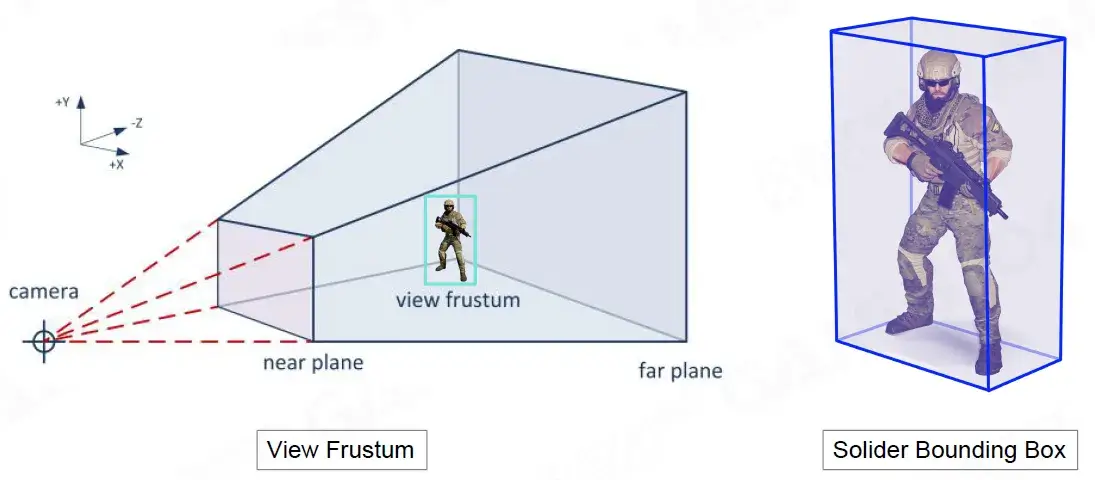 +Y
-Z
+X
camera
view frustum
near plane
far plane
View Frustum
Solider Bounding Box